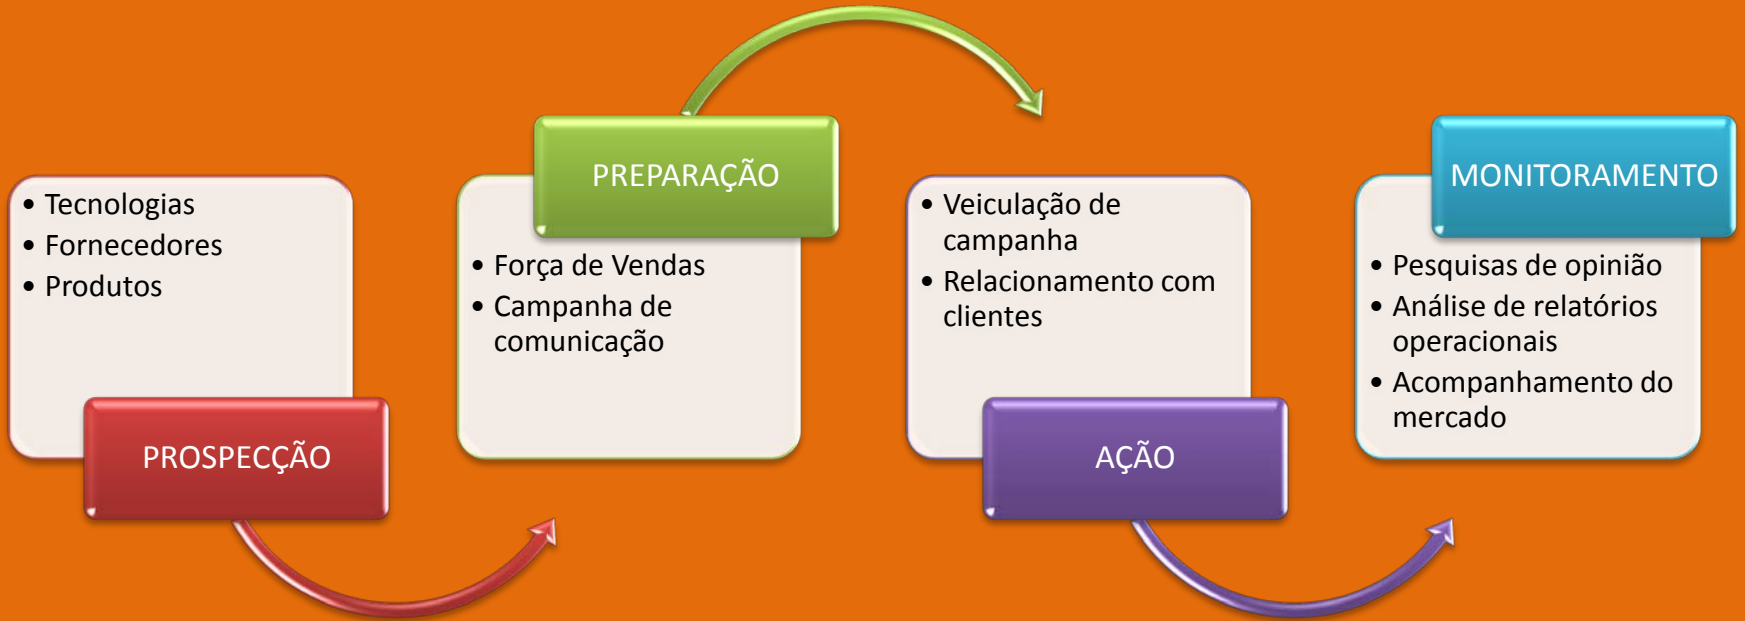 • Tecnologias
• Fornecedores
• Produtos
PROSPECÇÃO
PREPARAÇÃO
• Força de Vendas
• Campanha de
comunicação
• Veiculação de
campanha
• Relacionamento com
clientes
AÇÃO
MONITORAMENTO
• Pesquisas de opinião
• Análise de relatórios
operacionais
• Acompanhamento do
mercado